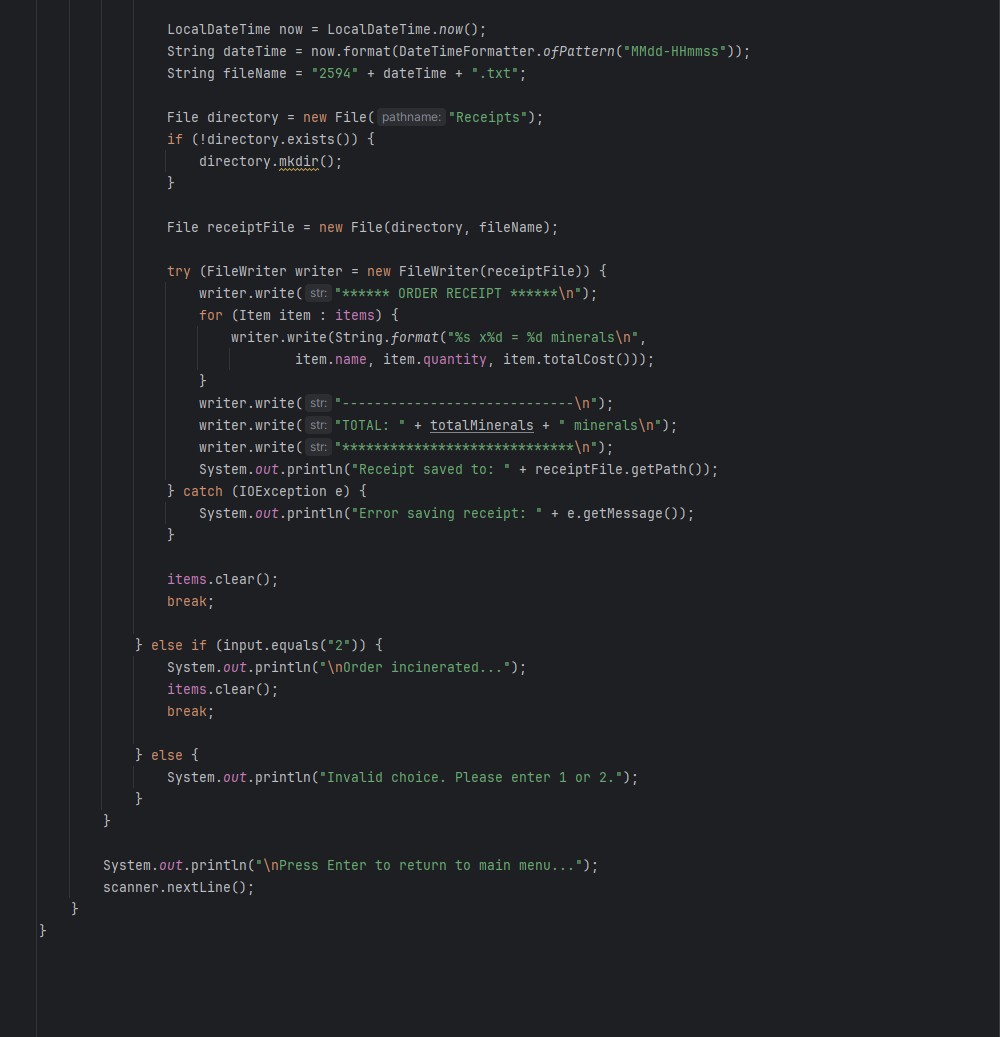 LocalDateTime now = LocalDateTime.now();
String dateTime = now.format(DateTimeFormatter.ofPattern("MMdd-HHmmss"));
String fileName = "2594" + dateTime + ".txt";
File directory = new File( pathname: "Receipts");
if (!directory.exists()) {
directory.mkdir();
}
File receiptFile = new File(directory, fileName);
try (FileWriter writer = new FileWriter(receiptFile)) {
writer.write( str: "****** ORDER RECEIPT ******\n");
for (Item item : items) {
writer.write(String.format("%s x%d = %d minerals\n",
item.name, item.quantity, item.totalCost()));
}
writer.write( str: "-----------------------------\n");
writer.write( str: "TOTAL: " + totalMinerals + " minerals\n");
writer.write( str: "*****************************\n");
System.out.println("Receipt saved to: " + receiptFile.getPath());
} catch (IOException e) {
System.out.println("Error saving receipt: " + e.getMessage());
}
items.clear();
break;
} else if (input.equals("2")) {
System.out.println("\nOrder incinerated...");
items.clear();
break;
} else {
System.out.println("Invalid choice. Please enter 1 or 2.");
}
}
System.out.println("\nPress Enter to return to main menu...");
scanner.nextLine();
}
}